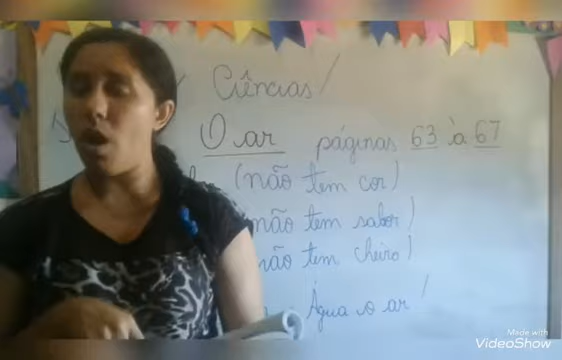 Ciências!
O ar páginas 63 à 67
(não tem cor)
não tem sabor)
não tem cheiro)
Água o ar!
Made with
VideoShow